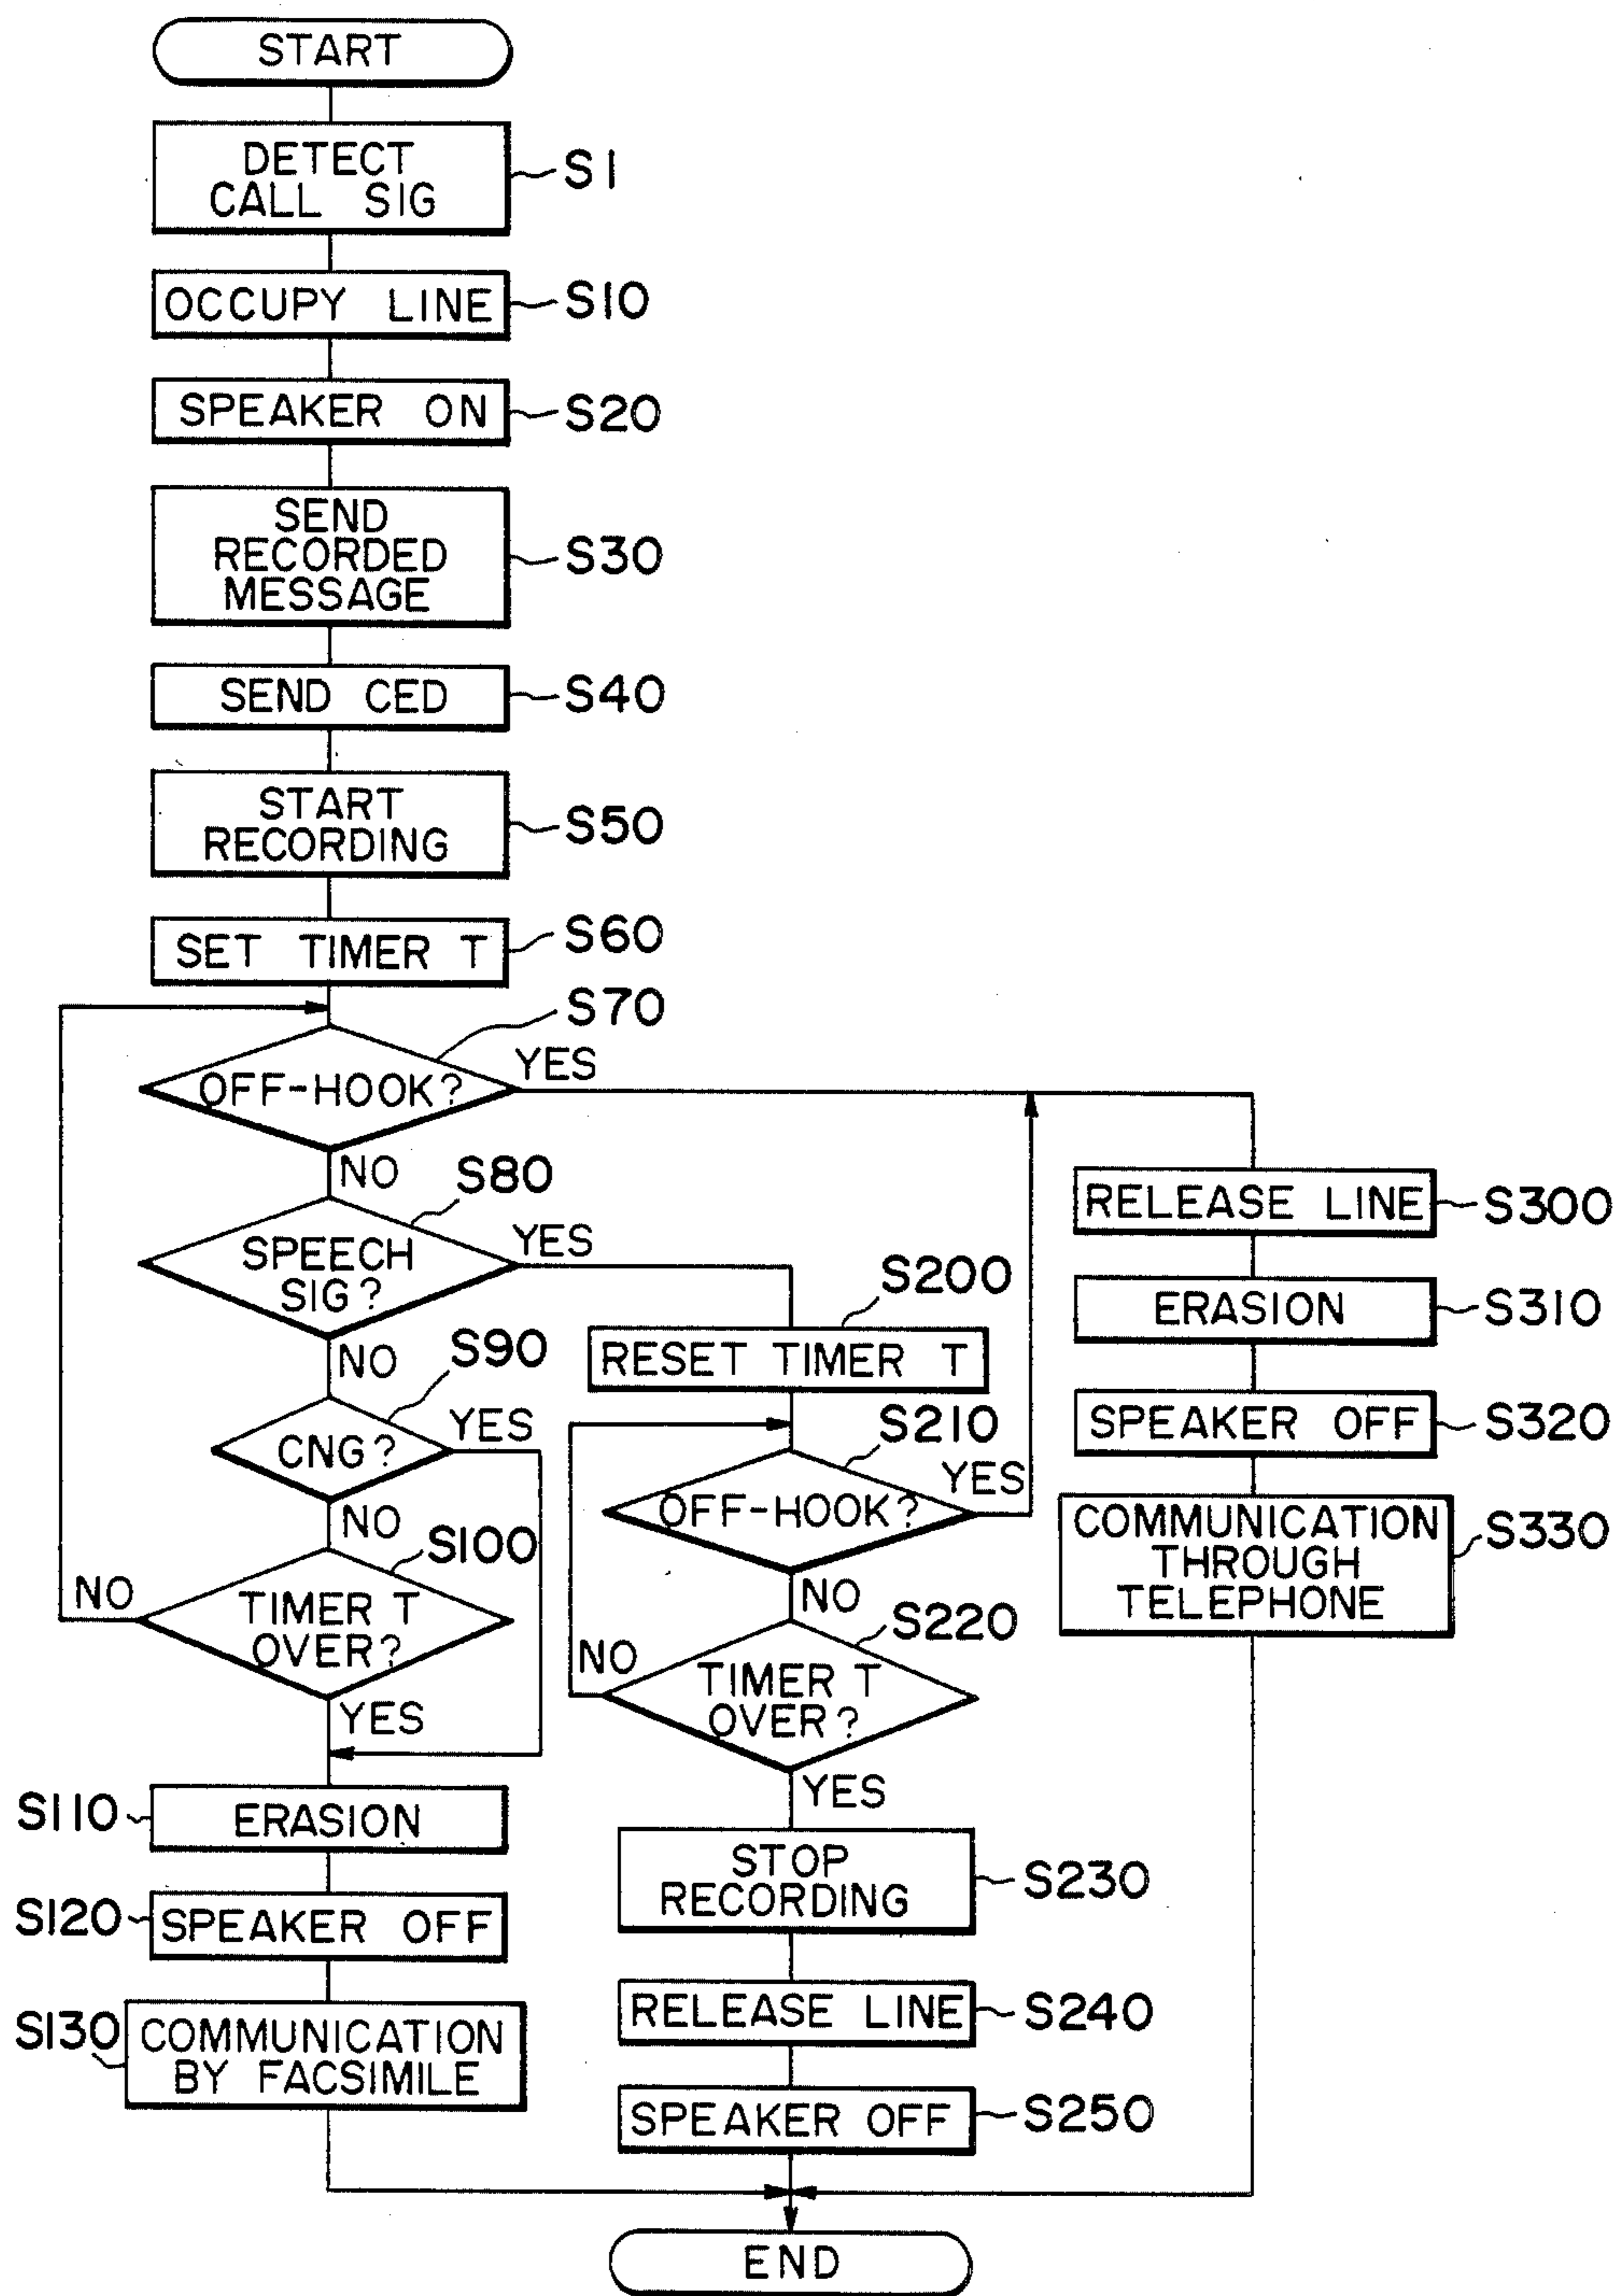 START
DETECT
CALL SIG
S1
OCCUPY LINE
S10
SPEAKER ON
S20
SEND
RECORDED
MESSAGE
S30
SEND CED
S40
START
RECORDING
S50
SET TIMER T
S60
S70
OFF-HOOK?
YES
NO
S80
SPEECH
SIG?
YES
NO
S90
CNG?
YES
NO
S100
TIMER T
OVER?
NO
YES
S110
ERASION
S120
SPEAKER OFF
S130
COMMUNICATION
BY FACSIMILE
S200
RESET TIMER T
S210
OFF-HOOK?
YES
NO
S220
TIMER T
OVER?
NO
YES
STOP
RECORDING
S230
RELEASE LINE
S240
SPEAKER OFF
S250
RELEASE LINE
S300
ERASION
S310
SPEAKER OFF
S320
COMMUNICATION
THROUGH
TELEPHONE
S330
END